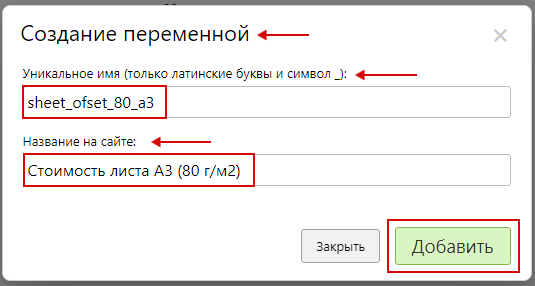 Создание переменной
Уникальное имя (только латинские буквы и символ _):
sheet_ofset_80_a3
Название на сайте:
Стоимость листа А3 (80 г/м2)
Закрыть
Добавить